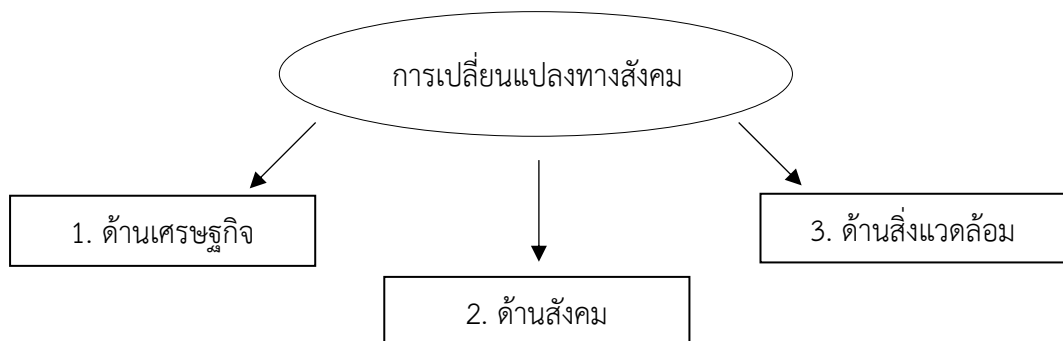 การเปลี่ยนแปลงทางสังคม
1. ด้านเศรษฐกิจ
2. ด้านสังคม
3. ด้านสิ่งแวดล้อม